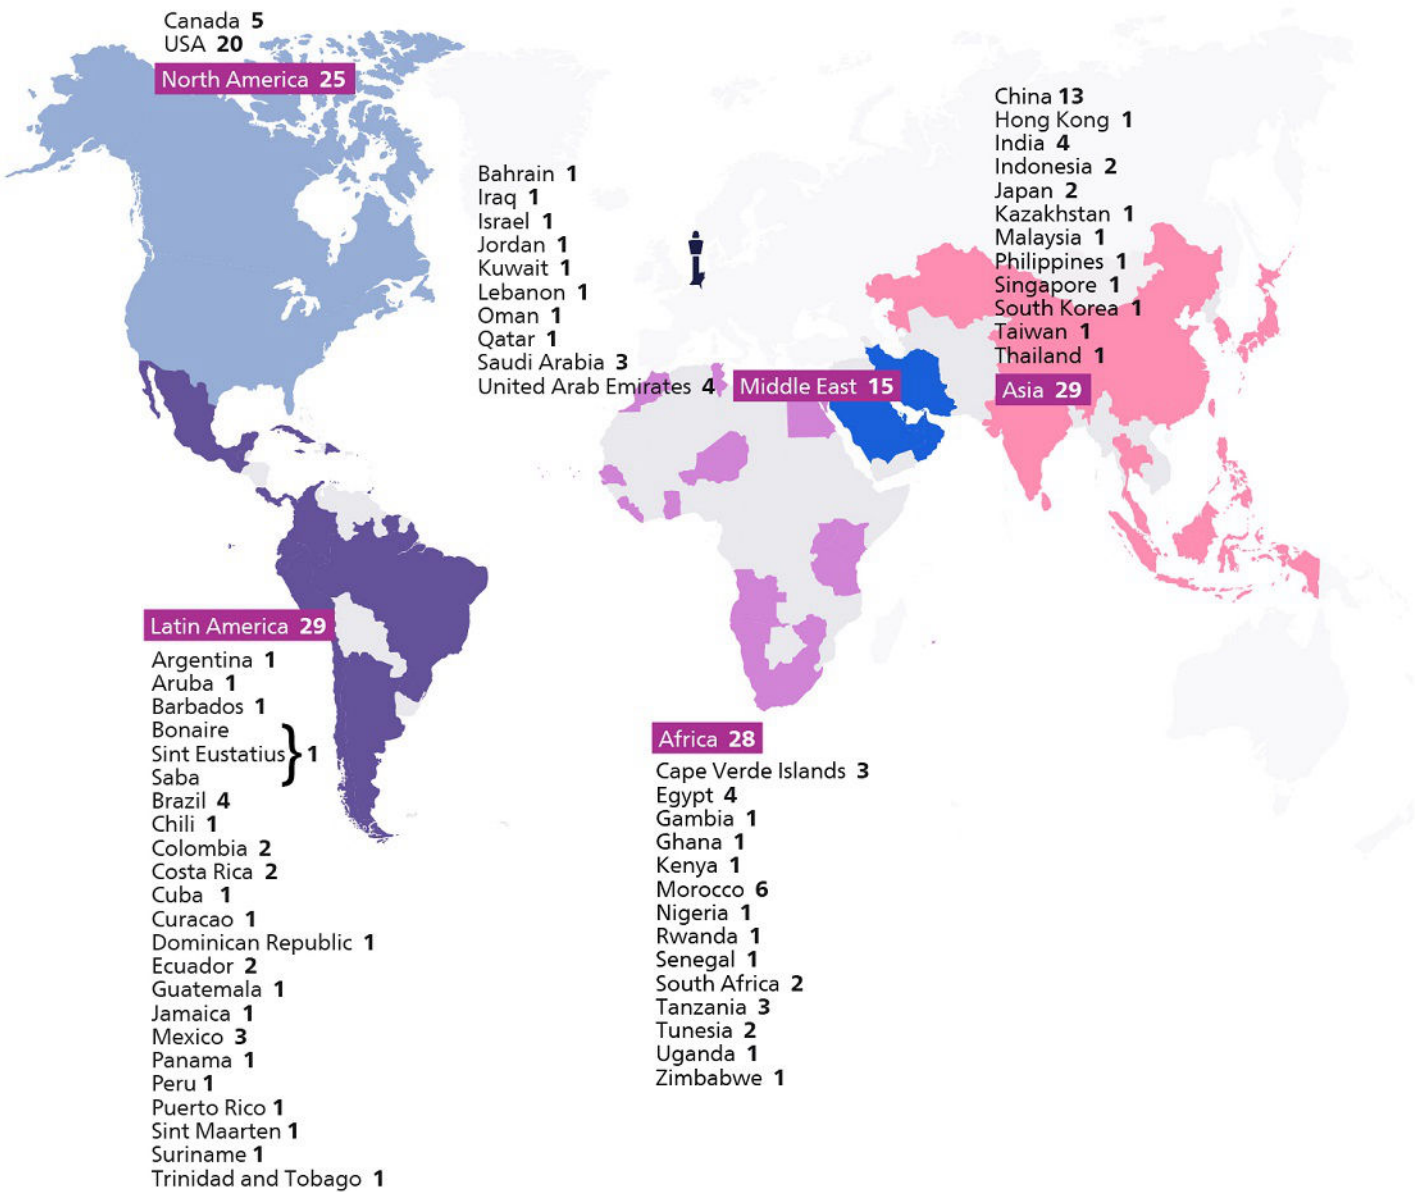 Canada 5
USA 20
North America 25
Bahrain 1
Iraq 1
Israel 1
Jordan 1
Kuwait 1
Lebanon 1
Oman 1
Qatar 1
Saudi Arabia 3
United Arab Emirates 4
Middle East 15
China 13
Hong Kong 1
India 4
Indonesia 2
Japan 2
Kazakhstan 1
Malaysia 1
Philippines 1
Singapore 1
South Korea 1
Taiwan 1
Thailand 1
Asia 29
Latin America 29
Argentina 1
Aruba 1
Barbados 1
Bonaire
Sint Eustatius } 1
Saba
Brazil 4
Chili 1
Colombia 2
Costa Rica 2
Cuba 1
Curacao 1
Dominican Republic 1
Ecuador 2
Guatemala 1
Jamaica 1
Mexico 3
Panama 1
Peru 1
Puerto Rico 1
Sint Maarten 1
Suriname 1
Trinidad and Tobago 1
Africa 28
Cape Verde Islands 3
Egypt 4
Gambia 1
Ghana 1
Kenya 1
Morocco 6
Nigeria 1
Rwanda 1
Senegal 1
South Africa 2
Tanzania 3
Tunesia 2
Uganda 1
Zimbabwe 1